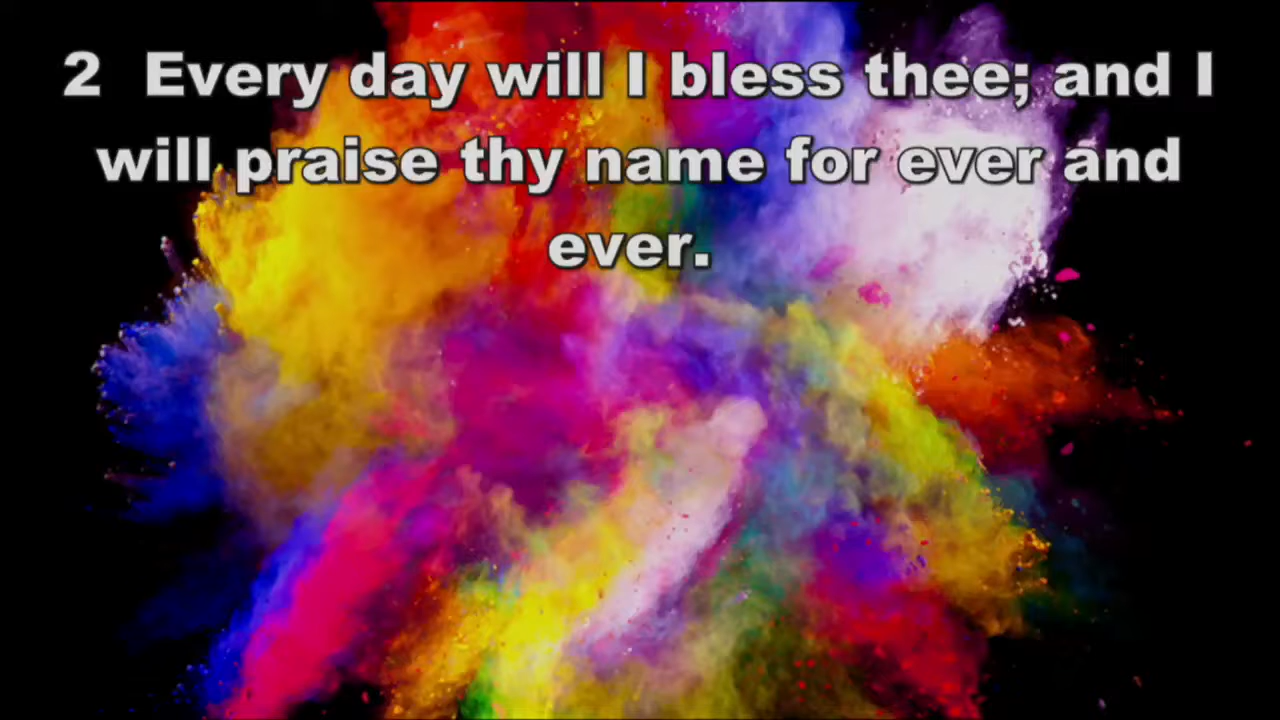 2 Every day will I bless thee; and I
will praise thy name for ever and
ever.